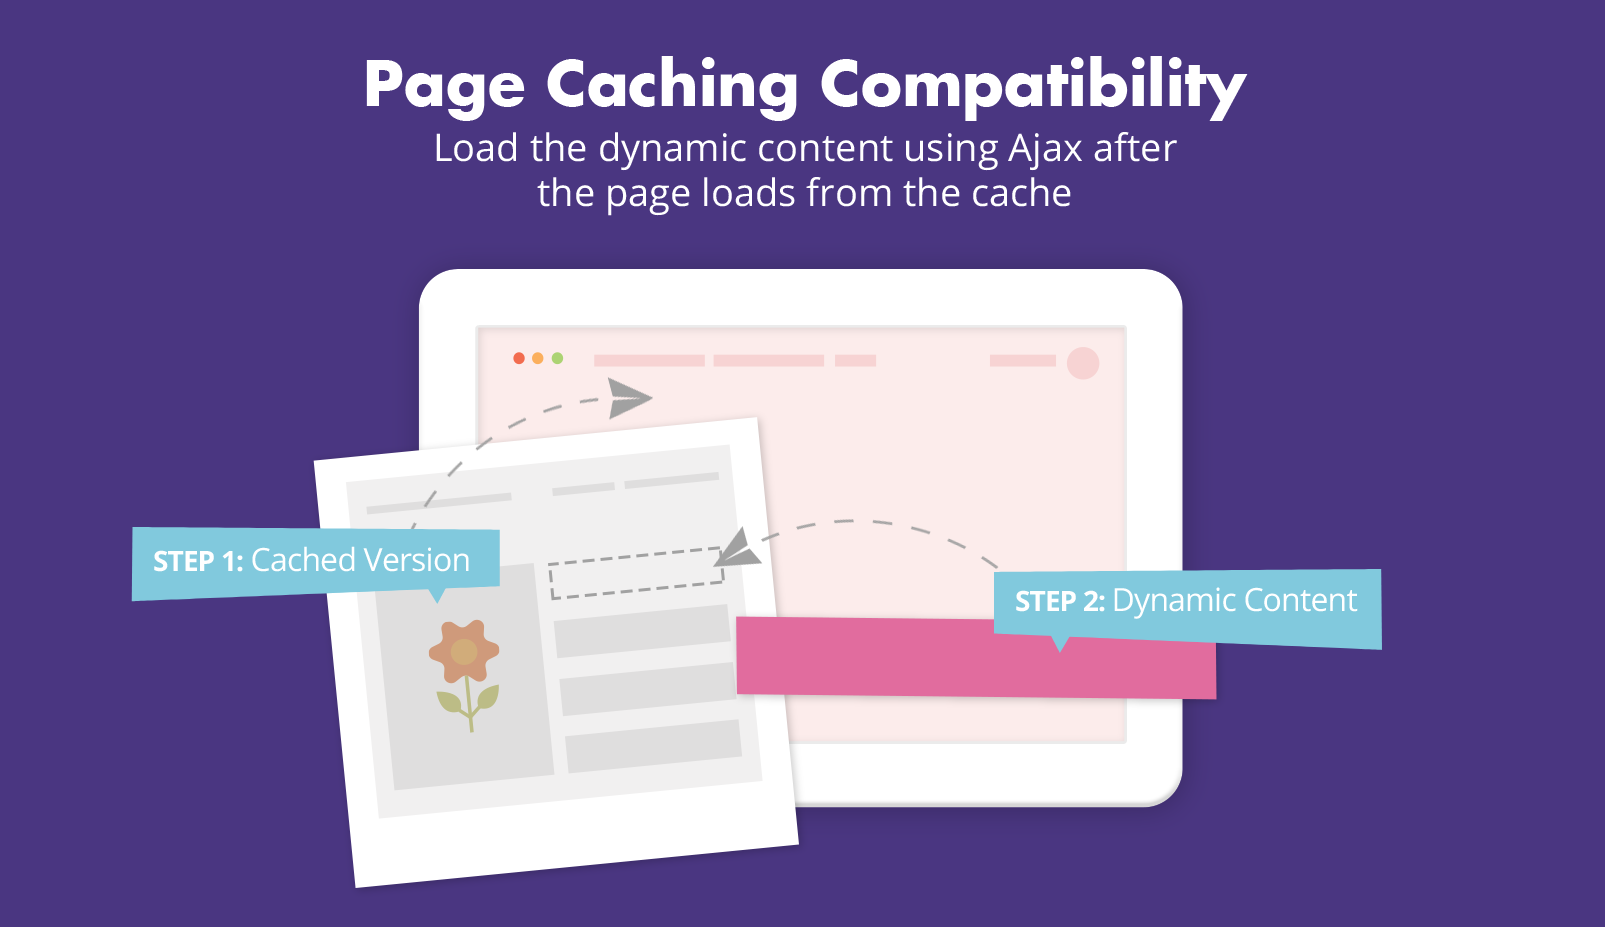 Page Caching Compatibility
Load the dynamic content using Ajax after
the page loads from the cache
STEP 1: Cached Version
STEP 2: Dynamic Content